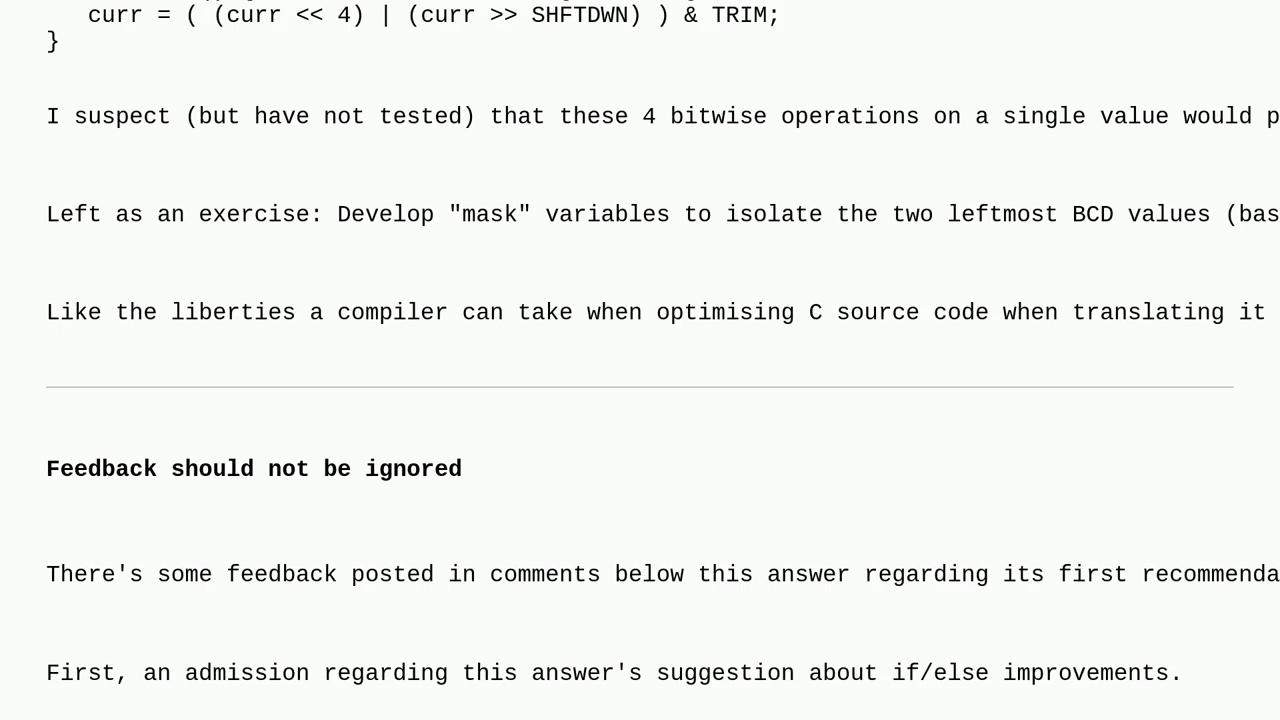 curr = ( (curr << 4) | (curr >> SHFTDWN) ) & TRIM;
}
I suspect (but have not tested) that these 4 bitwise operations on a single value would
Left as an exercise: Develop "mask" variables to isolate the two leftmost BCD values
Like the liberties a compiler can take when optimising C source code when translating it
Feedback should not be ignored
There's some feedback posted in comments below this answer regarding its first
First, an admission regarding this answer's suggestion about if/else improvements.